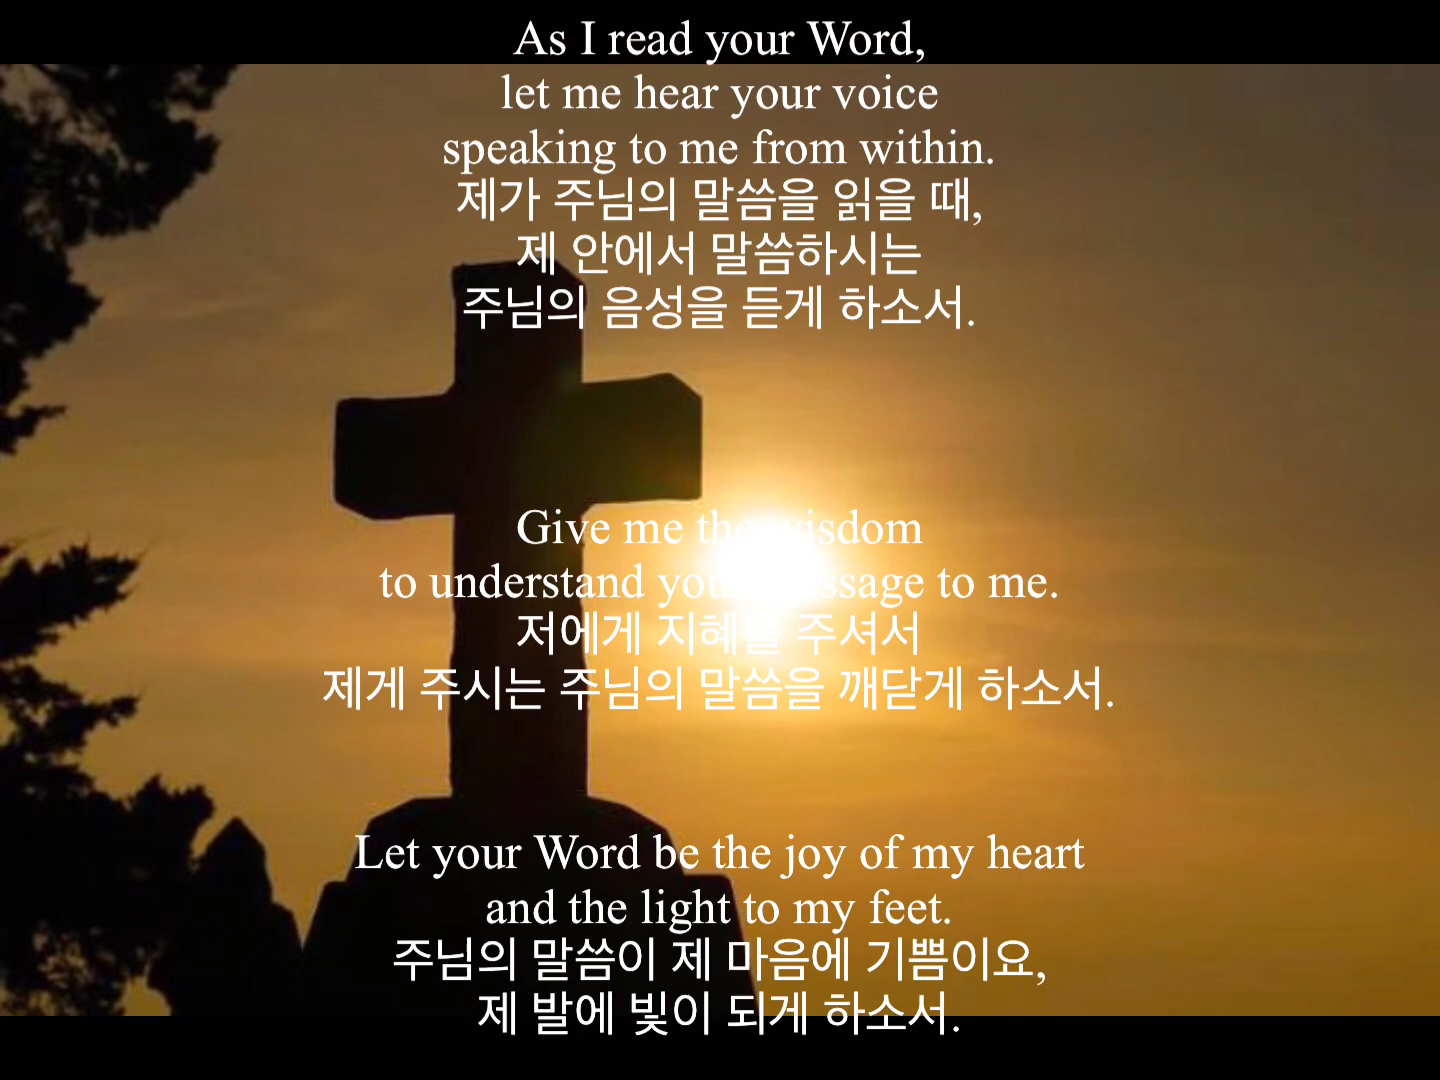 As I read your Word,
let me hear your voice
speaking to me from within.
제가 주님의 말씀을 읽을 때,
제 안에서 말씀하시는
주님의 음성을 듣게 하소서.
Give me the wisdom
to understand your message to me.
저에게 지혜를 주셔서
제게 주시는 주님의 말씀을 깨닫게 하소서.
Let your Word be the joy of my heart
and the light to my feet.
주님의 말씀이 제 마음에 기쁨이요,
제 발에 빛이 되게 하소서.